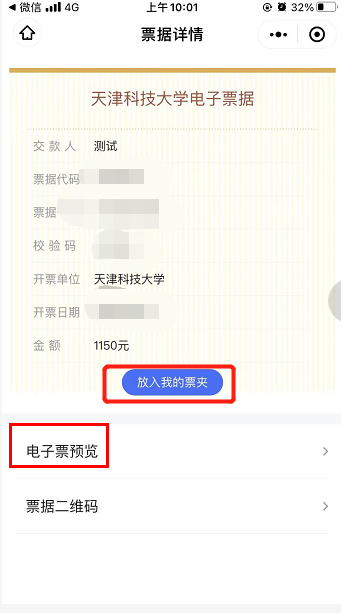 微信 4G 上午10:01 32%
票据详情
天津科技大学电子票据
交款人 测试
票据代码
票据
校验码
开票单位 天津科技大学
开票日期
金额 1150元
放入我的票夹
电子票预览
票据二维码